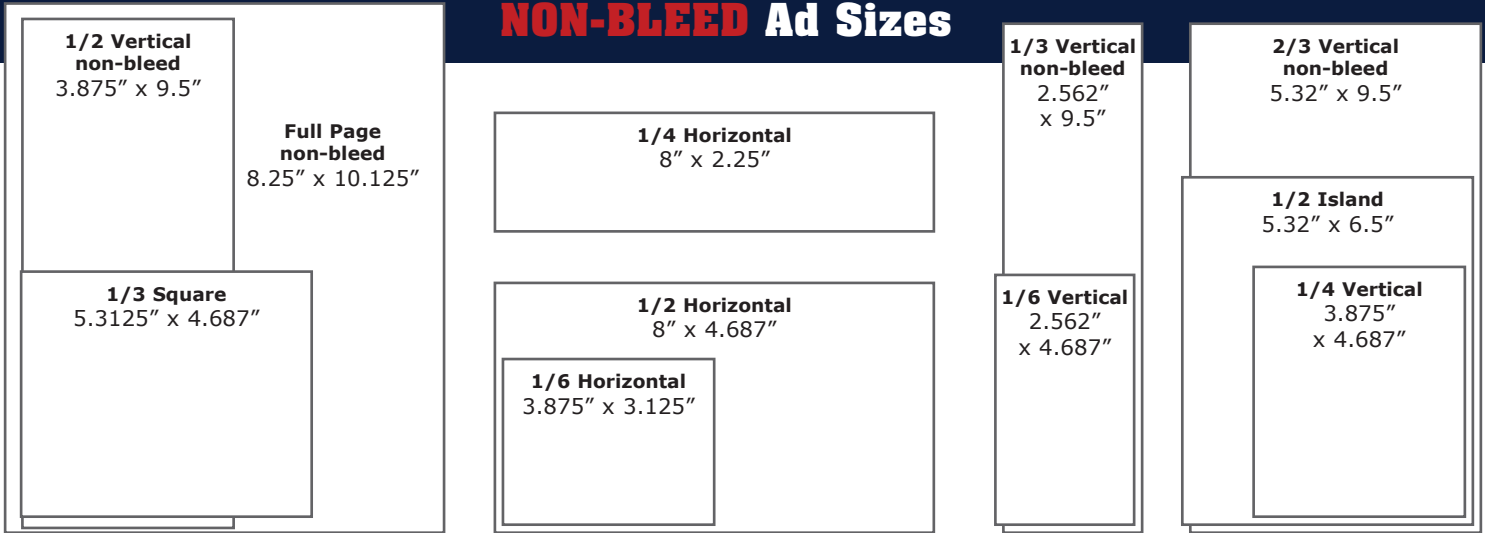 NON-BLEED Ad Sizes
1/2 Vertical
non-bleed
3.875” x 9.5”
Full Page
non-bleed
8.25” x 10.125”
1/3 Square
5.3125” x 4.687”
1/4 Horizontal
8” x 2.25”
1/2 Horizontal
8” x 4.687”
1/6 Horizontal
3.875” x 3.125”
1/3 Vertical
non-bleed
2.562”
x 9.5”
1/6 Vertical
2.562”
x 4.687”
2/3 Vertical
non-bleed
5.32” x 9.5”
1/2 Island
5.32” x 6.5”
1/4 Vertical
3.875”
x 4.687”